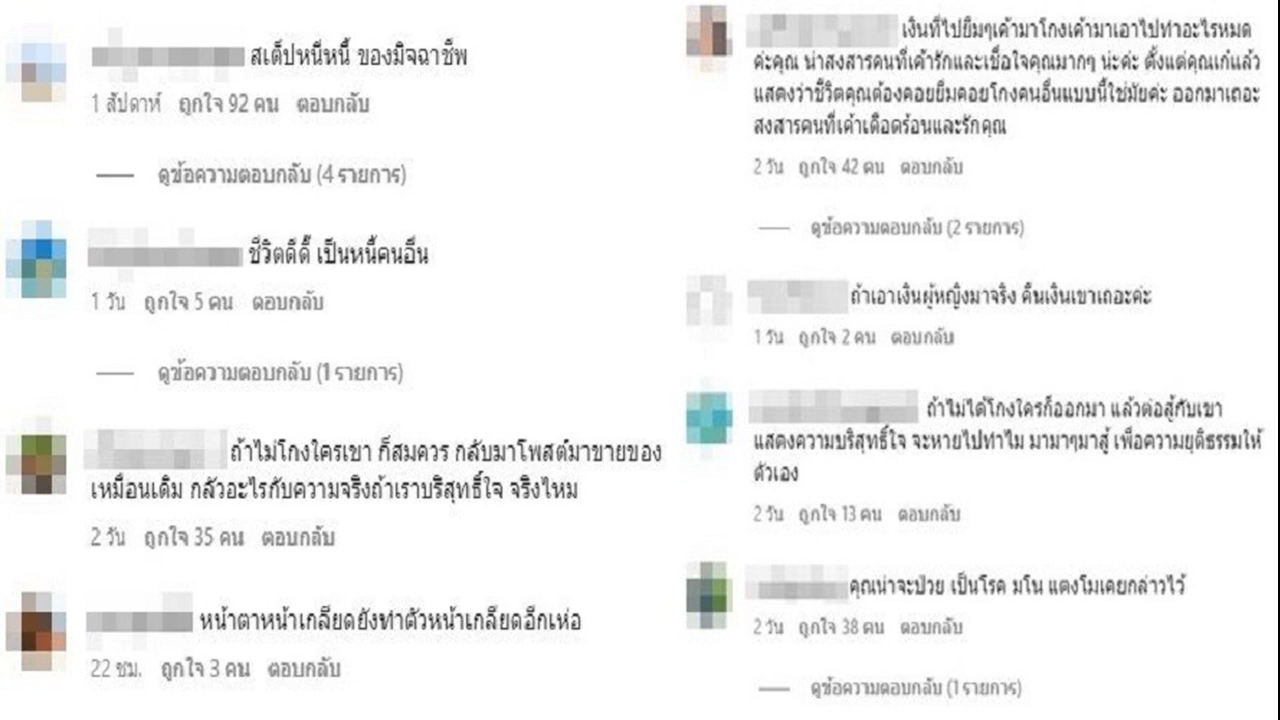 สเต็ปหนีหนี้ ของมิจฉาชีพ
1 สัปดาห์ ถูกใจ 92 คน ตอบกลับ
ดูข้อความตอบกลับ (4 รายการ)
ชีวิตดีดี๊ เป็นหนี้คนอื่น
1 วัน ถูกใจ 5 คน ตอบกลับ
ดูข้อความตอบกลับ (1 รายการ)
ถ้าไม่โกงใครเขา ก็สมควร กลับมาโพสต์มาขายของ
เหมือนเดิม กลัวอะไรกับความจริงถ้าเราบริสุทธิ์ใจ จริงไหม
2 วัน ถูกใจ 35 คน ตอบกลับ
หน้าตาหน้าเกลียดยังทำตัวหน้าเกลียดอีกเห่อ
22 ชม. ถูกใจ 3 คน ตอบกลับ
เงินที่ไปยืมๆเค้ามาโกงเค้ามาเอาไปทำอะไรหมด
ค่ะคุณ น่าสงสารคนที่เค้ารักและเชื่อใจคุณมากๆ น่ะค่ะ ตั้งแต่คุณเก่แล้ว
แสดงว่าชีวิตคุณต้องคอยยืมคอยโกงคนอื่นแบบนี้ใช่มัยค่ะ ออกมาเถอะ
สงสารคนที่เค้าเดือดร้อนและรักคุณ
2 วัน ถูกใจ 42 คน ตอบกลับ
ดูข้อความตอบกลับ (2 รายการ)
ถ้าเอาเงินผู้หญิงมาจริง คืนเงินเขาเถอะค่ะ
1 วัน ถูกใจ 2 คน ตอบกลับ
ถ้าไม่ได้โกงใครก็ออกมา แล้วต่อสู้กับเขา
แสดงความบริสุทธิ์ใจ จะหายไปทำไม มามาๆมาสู้ เพื่อความยุติธรรมให้
ตัวเอง
2 วัน ถูกใจ 13 คน ตอบกลับ
คุณน่าจะป่วย เป็นโรค มโน แตงโมเคยกล่าวไว้
2 วัน ถูกใจ 38 คน ตอบกลับ
ดูข้อความตอบกลับ (1 รายการ)